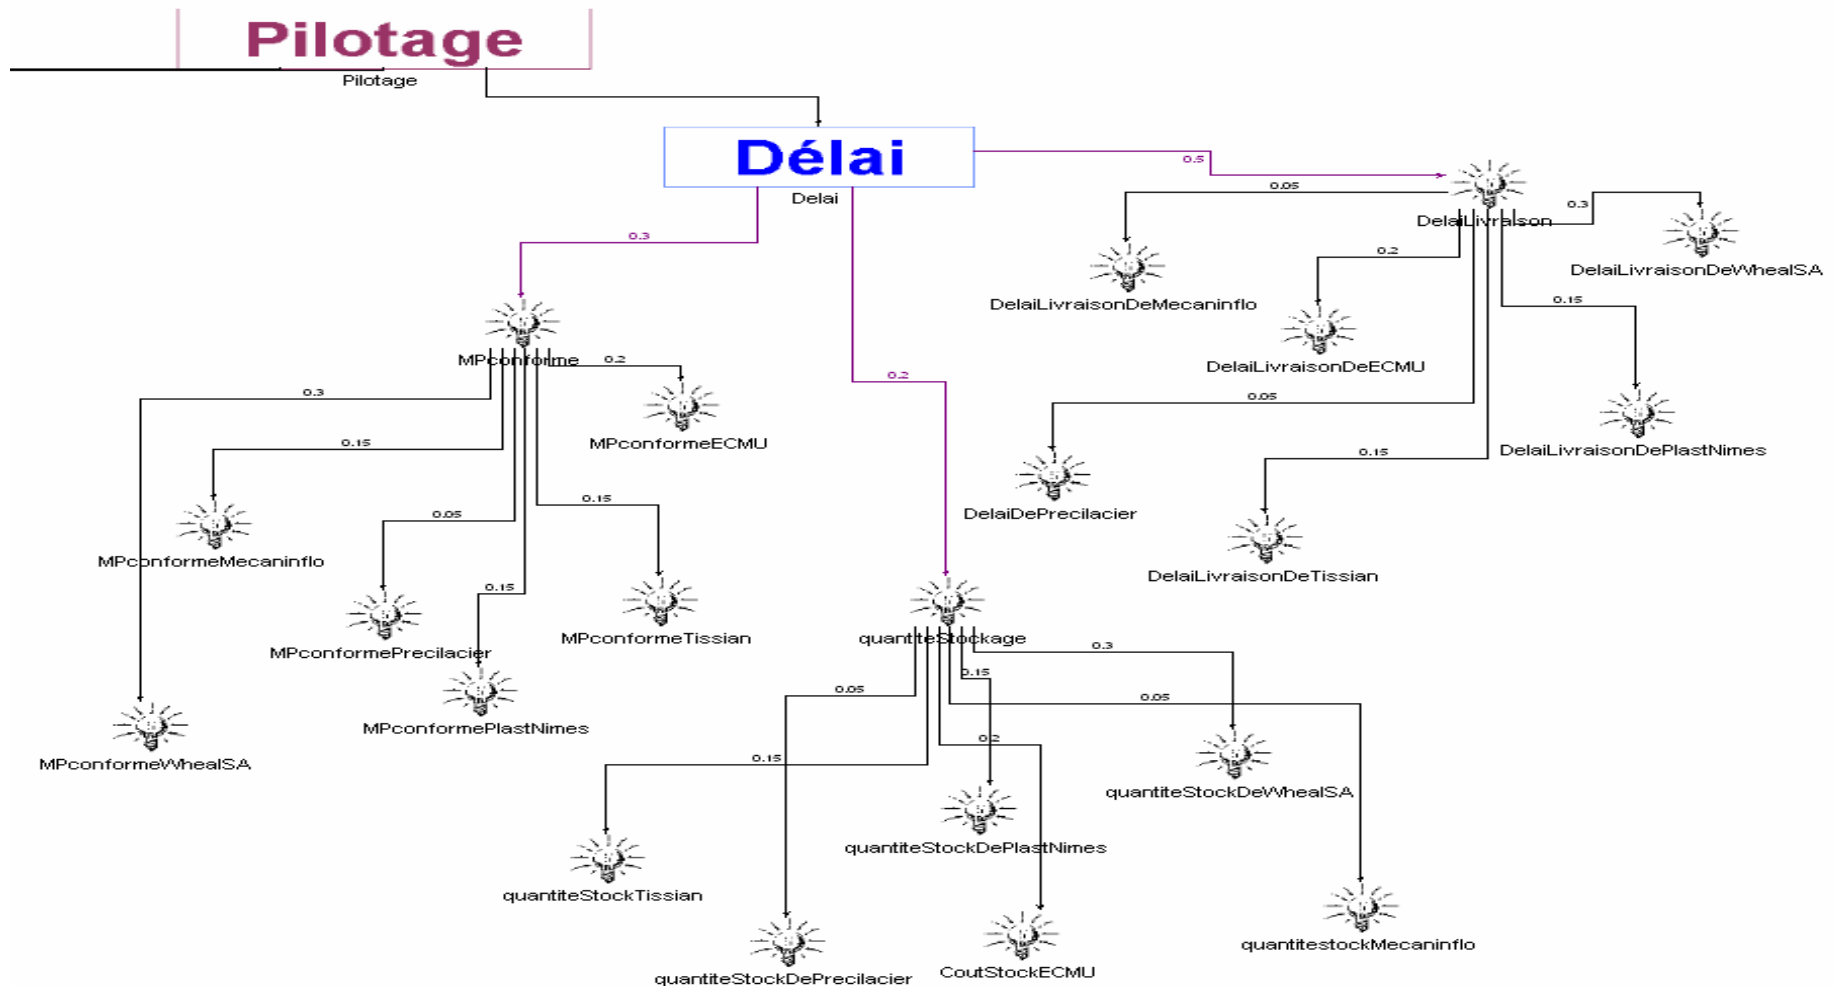 Pilotage
Pilotage
Délai
Delai
0.5
0.05
DelaiLivraison
0.3
0.3
0.2
DelaiLivraisonDeWhealSA
DelaiLivraisonDeMecaninflo
0.15
MPconforme
0.2
DelaiLivraisonDeECMU
0.2
0.3
0.05
MPconformeECMU
0.15
0.15
DelaiLivraisonDePlastNimes
0.15
0.05
DelaiDePrecilacier
MPconformeMecaninflo
DelaiLivraisonDeTissian
0.15
MPconformeTissian
quantiteStockage
MPconformePrecilacier
0.3
0.15
0.05
0.05
MPconformePlastNimes
0.2
0.15
MPconformeWhealSA
quantiteStockDeWhealSA
quantiteStockDePlastNimes
quantiteStockTissian
quantitestockMecaninflo
CoutStockECMU
quantiteStockDePrecilacier